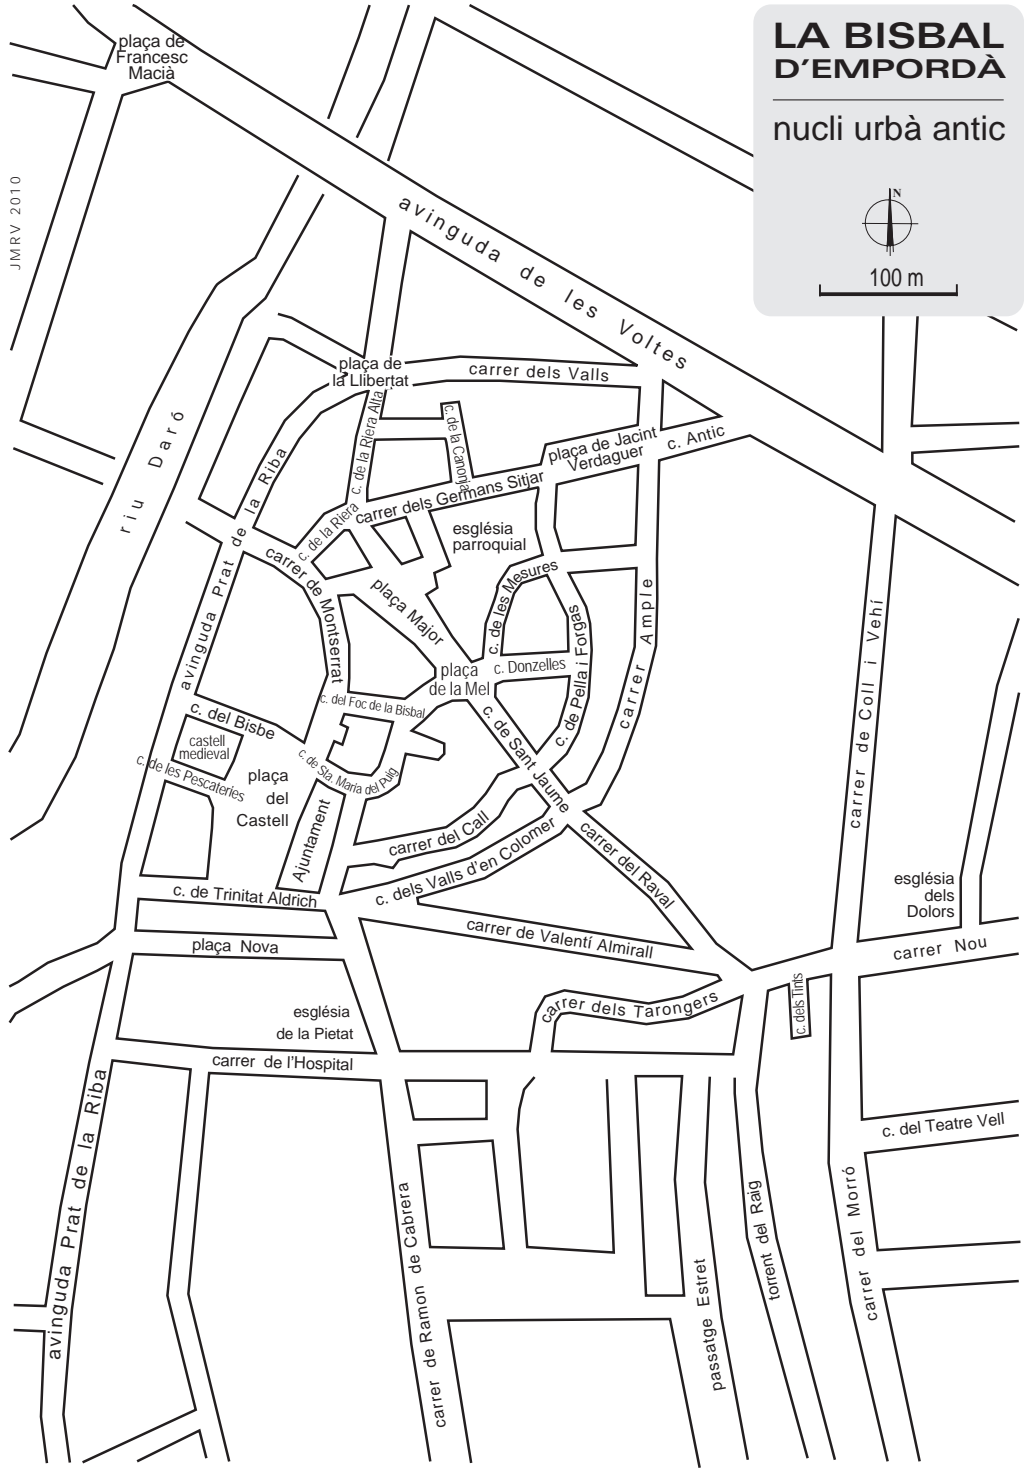 LA BISBAL
D'EMPORDÀ
nucli urbà antic
N
100 m
plaça de
Francesc
Macià
JMRV 2010
avinguda de les Voltes
riu Daró
plaça de
la Llibertat
carrer dels Valls
c. de la Riera Alta
c. de la Canonja
plaça de Jacint
Verdaguer
c. Antic
avinguda Prat de la Riba
carrer dels Germans Sitjar
c. de la Riera
església
parroquial
carrer de Montserrat
plaça Major
c. de les Mesures
c. de Pella i Forgas
carrer Ample
carrer de Coll i Vehí
c. Donzelles
plaça
de la Mel
c. del Foc de la Bisbal
c. del Bisbe
c. de Sant Jaume
castell
medieval
c. de les Pescateries
c. de Sta. Maria del Puig
plaça
del
Castell
Ajuntament
carrer del Call
c. dels Valls d'en Colomer
carrer del Raval
c. de Trinitat Aldrich
església
dels
Dolors
carrer de Valentí Almirall
plaça Nova
carrer Nou
carrer dels Tarongers
c. dels Tints
església
de la Pietat
carrer de l'Hospital
avinguda Prat de la Riba
c. del Teatre Vell
carrer de Ramon de Cabrera
passatge Estret
torrent del Raig
carrer del Morró